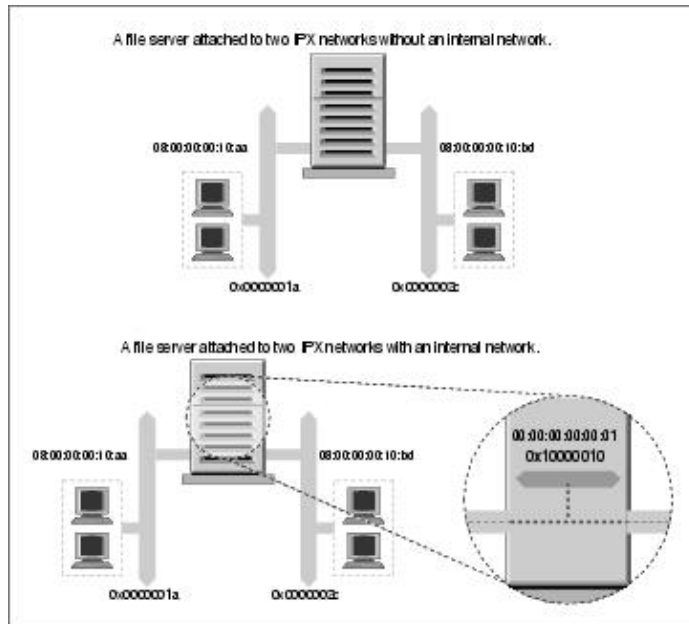 A file server attached to two IPX networks without an internal network.
08:00:00:00:10:aa
08:00:00:00:10:bd
0x0000001a
0x0000002c
A file server attached to two IPX networks with an internal network.
00:00:00:00:00:01
0x10000010
08:00:00:00:10:aa
08:00:00:00:10:bd
0x0000001a
0x0000002c